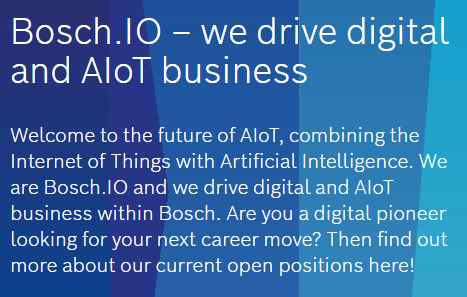 Bosch.IO – we drive digital
and AIoT business
Welcome to the future of AIoT, combining the
Internet of Things with Artificial Intelligence. We
are Bosch.IO and we drive digital and AIoT
business within Bosch. Are you a digital pioneer
looking for your next career move? Then find out
more about our current open positions here!